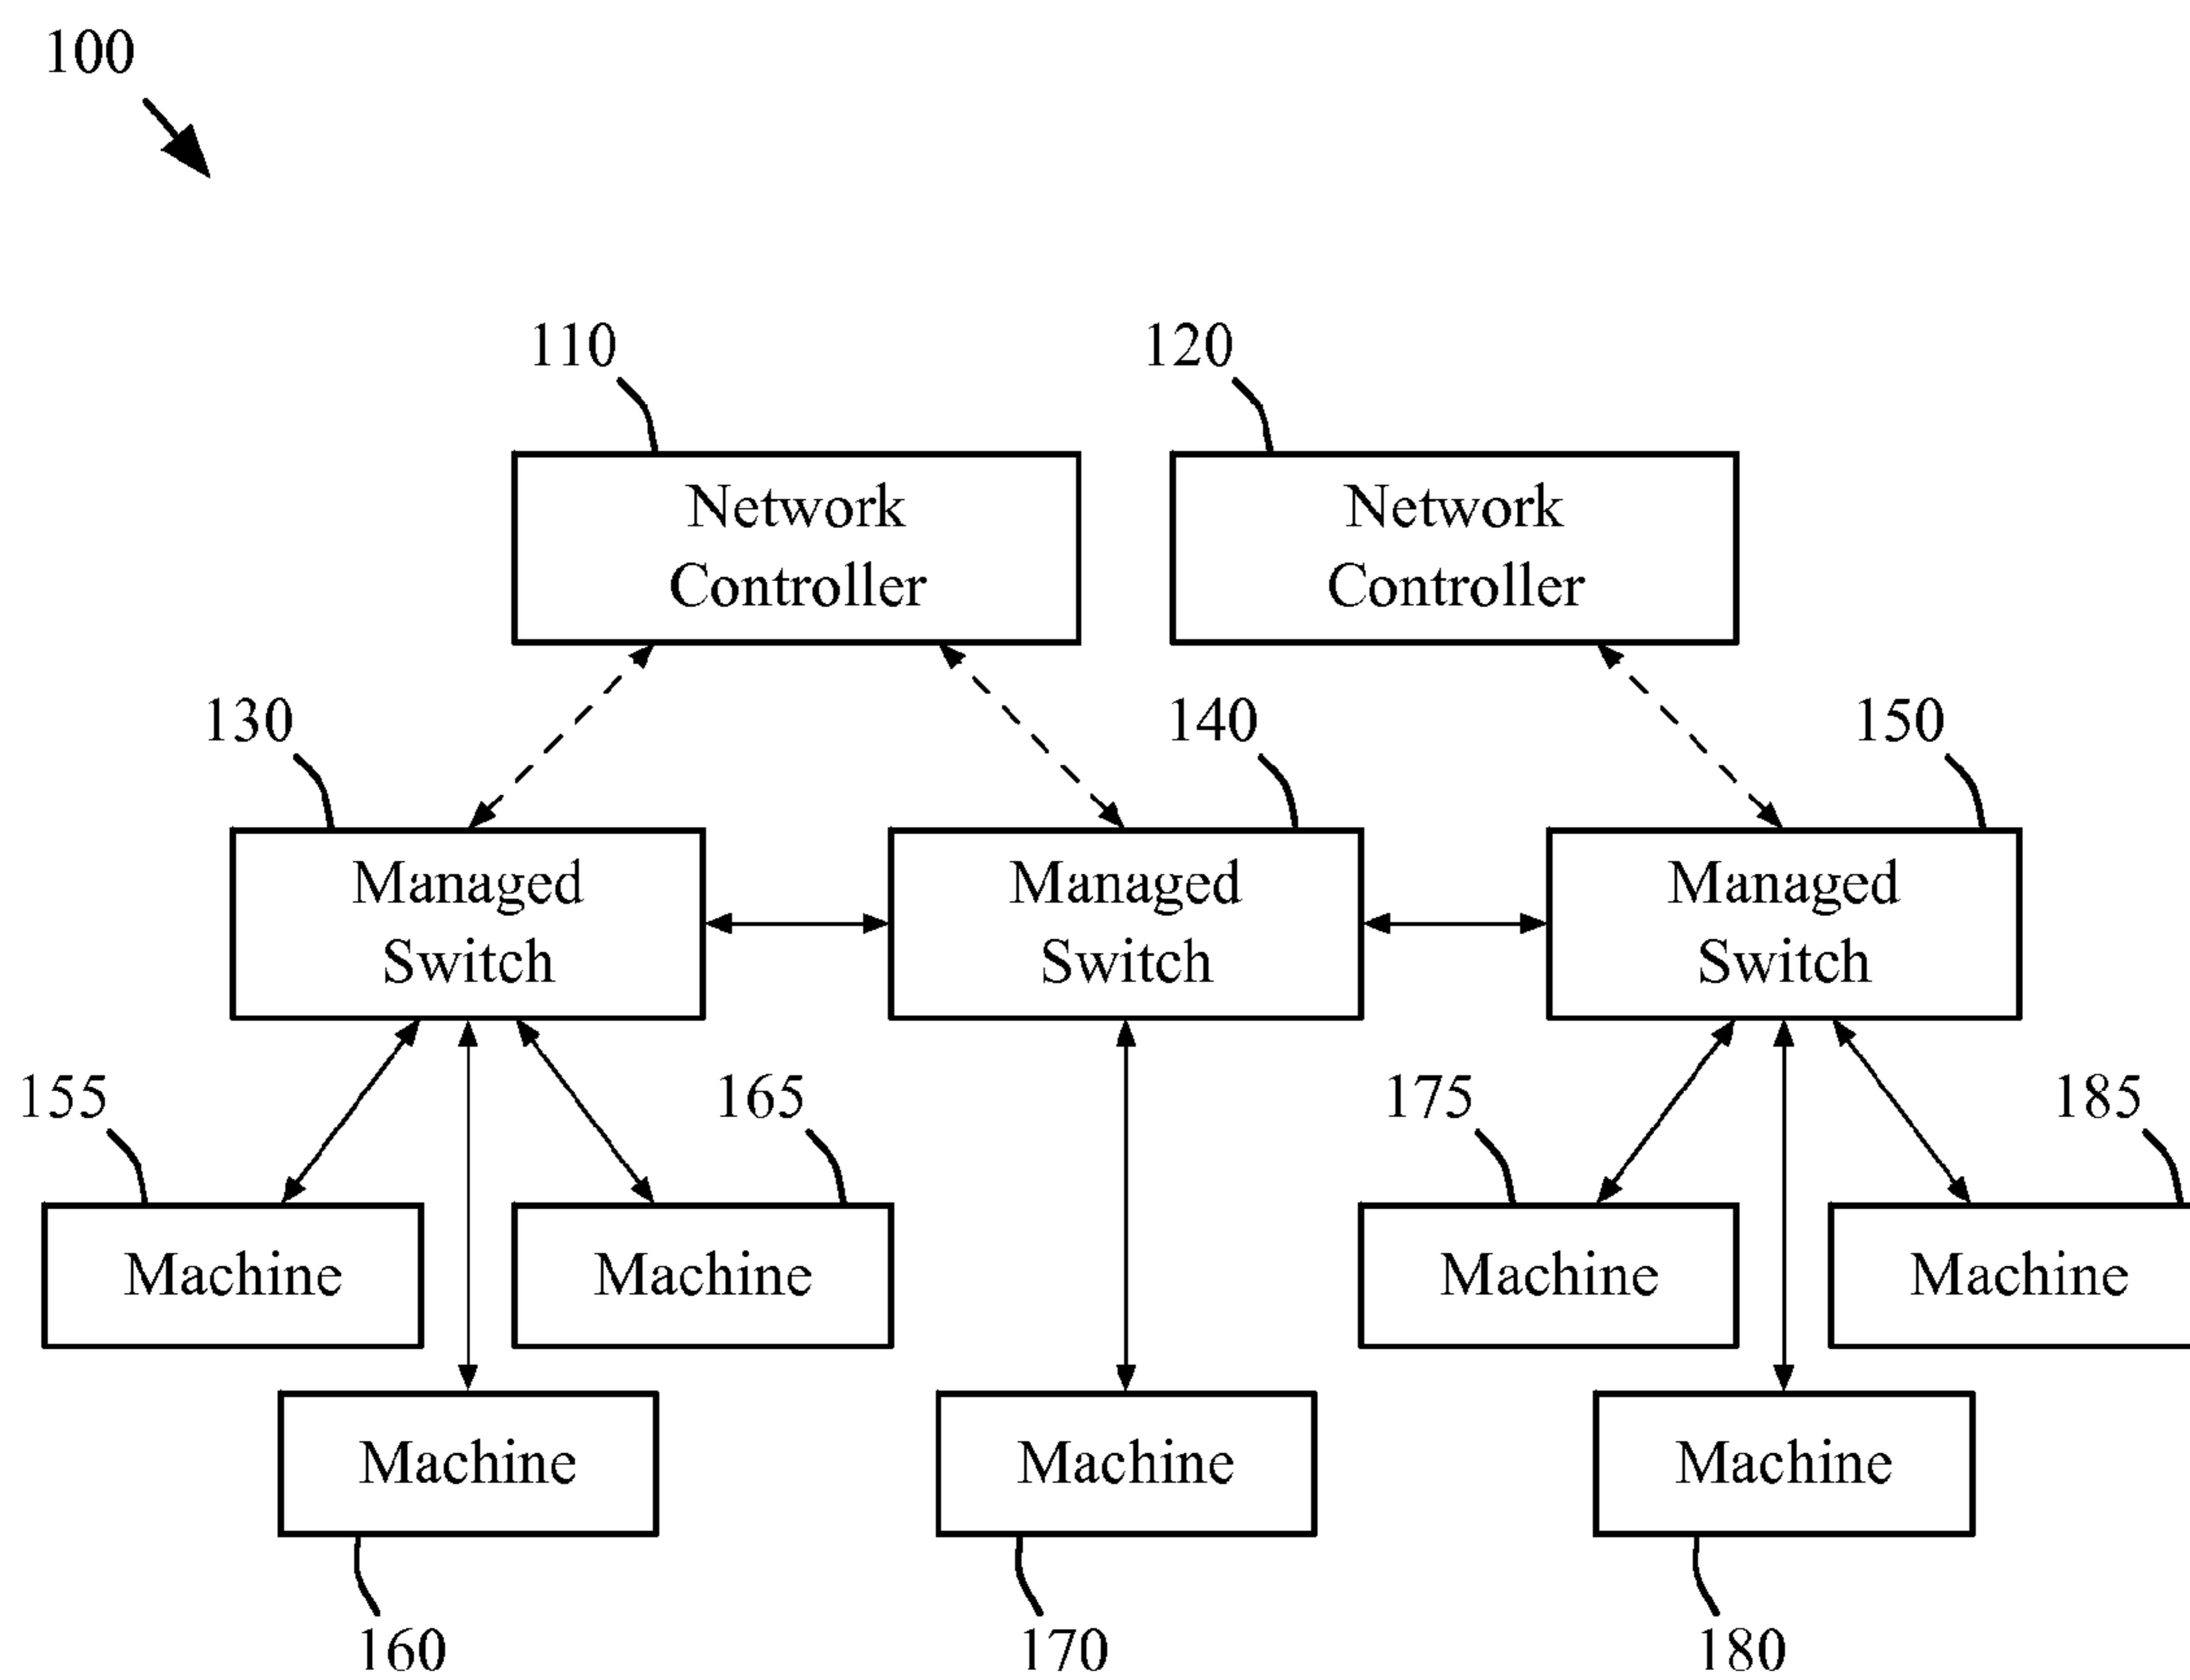 100
110
120
Network
Controller
Network
Controller
130
140
150
Managed
Switch
Managed
Switch
Managed
Switch
155
165
175
185
Machine
Machine
Machine
Machine
Machine
Machine
Machine
160
170
180